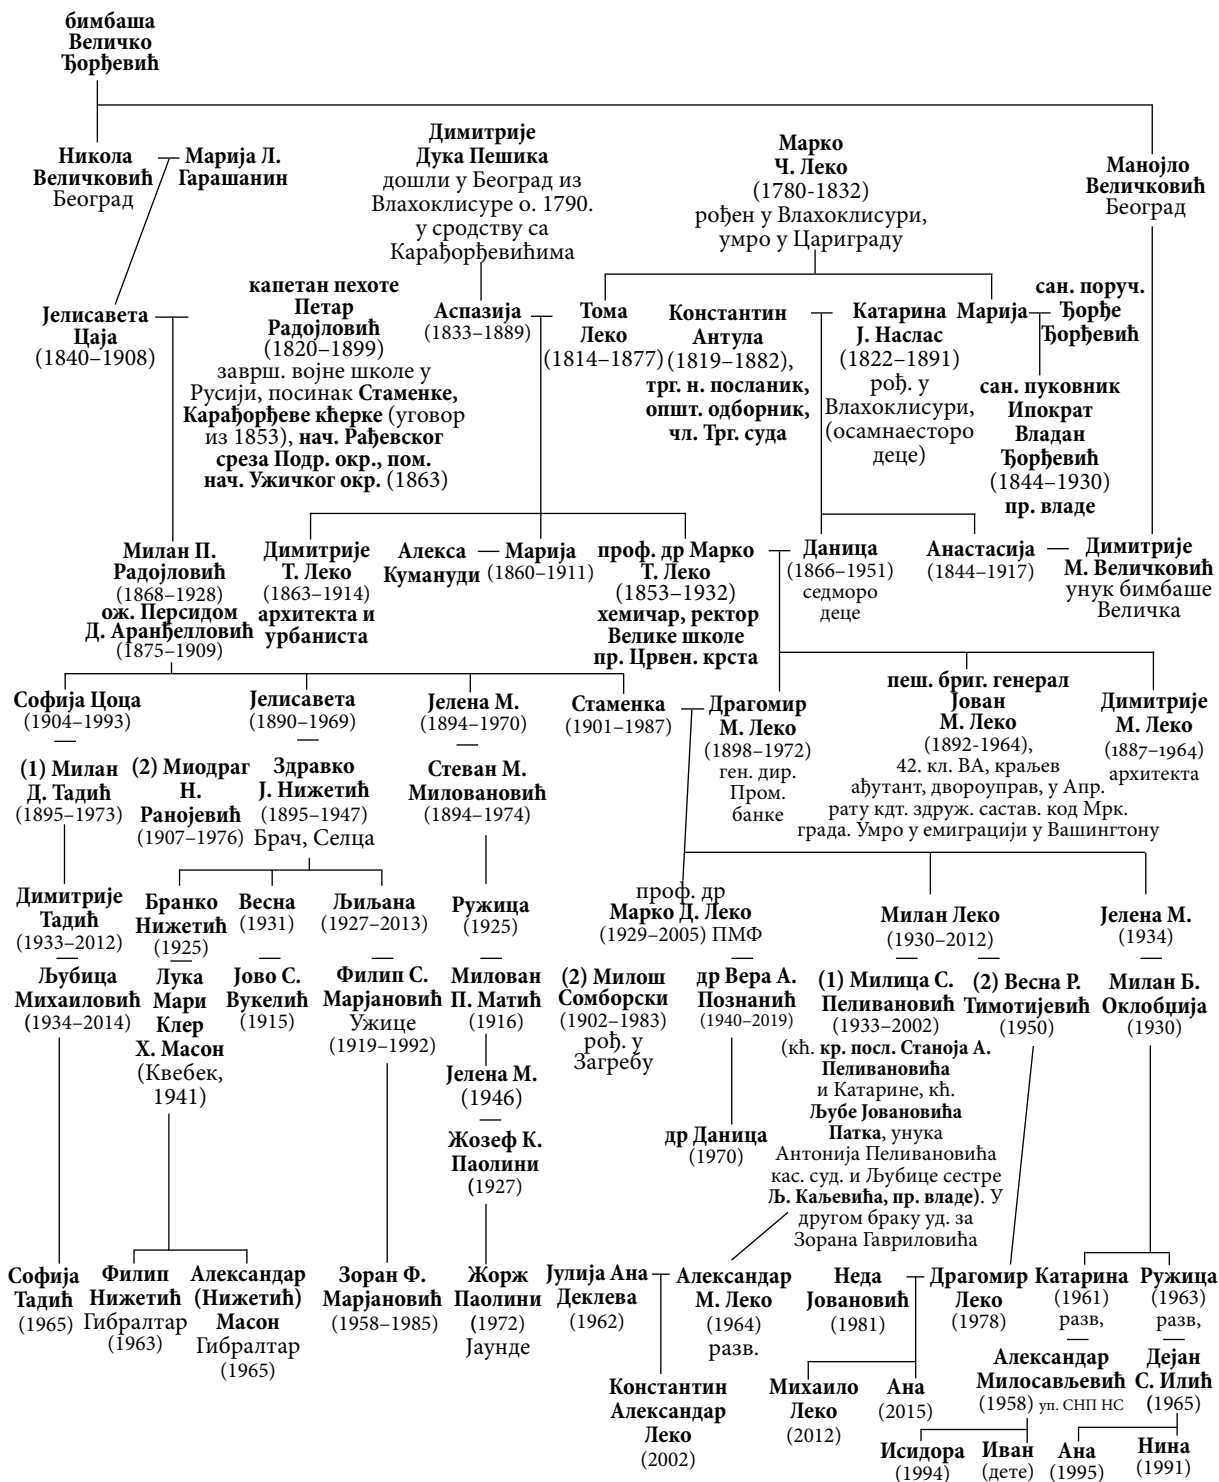 бимбаша
Величко
Ђорђевић
Никола
Величковић
Београд
Марија Л.
Гарашанин
Димитрије
Дука Пешика
дошли у Београд из
Влахоклисуре о. 1790.
у сродству са
Карађорђевићима
Марко
Ч. Леко
(1780-1832)
рођен у Влахоклисури,
умро у Цариграду
Манојло
Величковић
Београд
Јелисавета
Цаја
(1840–1908)
капетан пехоте
Петар
Радојловић
(1820–1899)
заврш. војне школе у
Русији, посинак Стаменке,
Карађорђеве кћерке (уговор
из 1853), нач. Рађевског
среза Подр. окр., пом.
нач. Ужичког окр. (1863)
Аспазија
(1833–1889)
Тома
Леко
(1814–1877)
Константин
Антула
(1819–1882),
трг. н. посланик,
општ. одборник,
чл. Трг. суда
Катарина
Ј. Наслас
(1822–1891)
рођ. у
Влахоклисури,
(осамнаесторо
деце)
Марија
сан. поруч.
Ђорђе
Ђорђевић
сан. пуковник
Ипократ
Владан
Ђорђевић
(1844–1930)
пр. владе
Милан П.
Радојловић
(1868–1928)
ож. Персидом
Д. Аранђелловић
(1875–1909)
Димитрије
Т. Леко
(1863–1914)
архитекта и
урбаниста
Алекса
Кумануди
Марија
(1860–1911)
проф. др Марко
Т. Леко
(1853–1932)
хемичар, ректор
Велике школе
пр. Црвен. крста
Даница
(1866–1951)
седморо
деце
Анастасија
(1844–1917)
Димитрије
М. Величковић
унук бимбаше
Величка
Софија Цоца
(1904–1993)
Јелисавета
(1890–1969)
Јелена М.
(1894–1970)
Стаменка
(1901–1987)
Драгомир
М. Леко
(1898–1972)
ген. дир.
Пром.
банке
пеш. бриг. генерал
Јован
М. Леко
(1892-1964),
42. кл. ВА, краљев
ађутант, двороуправ, у Апр.
рату кдт. здруж. састав. код Мрк.
града. Умро у емиграцији у Вашингтону
Димитрије
М. Леко
(1887–1964)
архитекта
(1) Милан
Д. Тадић
(1895–1973)
(2) Миодраг
Н.
Ранојевић
(1907–1976)
Здравко
Ј. Нижетић
(1895–1947)
Брач, Селца
Стеван М.
Миловановић
(1894–1974)
Димитрије
Тадић
(1933–2012)
Бранко
Нижетић
(1925)
Весна
(1931)
Љиљана
(1927–2013)
Ружица
(1925)
проф. др
Марко Д. Леко
(1929–2005) ПМФ
Милан Леко
(1930–2012)
Јелена М.
(1934)
Љубица
Михаиловић
(1934–2014)
Лука
Мари
Клер
Х. Масон
(Квебек,
1941)
Јово С.
Вукелић
(1915)
Филип С.
Марјановић
Ужице
(1919–1992)
Милован
П. Матић
(1916)
(2) Милош
Сомборски
(1902–1983)
рођ. у
Загребу
др Вера А.
Познанић
(1940–2019)
(1) Милица С.
Пеливановић
(1933–2002)
(кћ. кр. посл. Станоја А.
Пеливановића
и Катарине, кћ.
Љубе Јовановића
Патка, унука
Антонија Пеливановића
кас. суд. и Љубице сестре
Љ. Каљевића, пр. владе). У
другом браку уд. за
Зорана Гавриловића
(2) Весна Р.
Тимотијевић
(1950)
Милан Б.
Оклобџија
(1930)
Јелена М.
(1946)
Жозеф К.
Паолини
(1927)
др Даница
(1970)
Софија
Тадић
(1965)
Филип
Нижетић
Гибралтар
(1963)
Александар
(Нижетић)
Масон
Гибралтар
(1965)
Зоран Ф.
Марјановић
(1958–1985)
Жорж
Паолини
(1972)
Јаунде
Јулија Ана
Деклева
(1962)
Александар
М. Леко
(1964)
разв.
Неда
Јовановић
(1981)
Драгомир
Леко
(1978)
Катарина
(1961)
разв,
Ружица
(1963)
разв,
Константин
Александар
Леко
(2002)
Михаило
Леко
(2012)
Ана
(2015)
Александар
Милосављевић
(1958) уп. СНП НС
Дејан
С. Илић
(1965)
Исидора
(1994)
Иван
(дете)
Ана
(1995)
Нина
(1991)